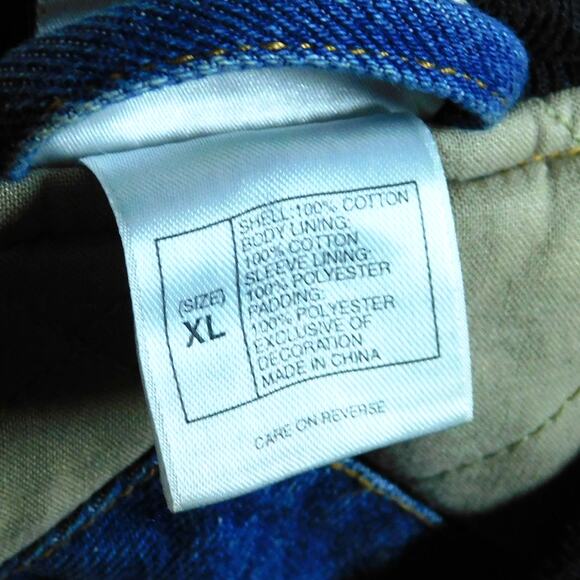 (SIZE)
XL
SHELL: 100% COTTON
BODY LINING:
100% COTTON
SLEEVE LINING:
100% POLYESTER
PADDING:
100% POLYESTER
EXCLUSIVE OF
DECORATION
MADE IN CHINA
CARE ON REVERSE